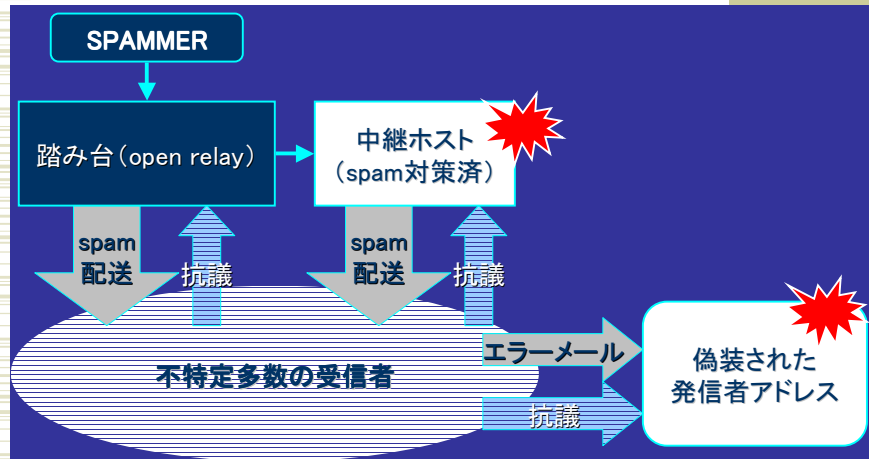 SPAMMER
踏み台(open relay)
中継ホスト
(spam対策済)
spam
配送
抗議
spam
配送
抗議
不特定多数の受信者
エラーメール
抗議
偽装された
発信者アドレス